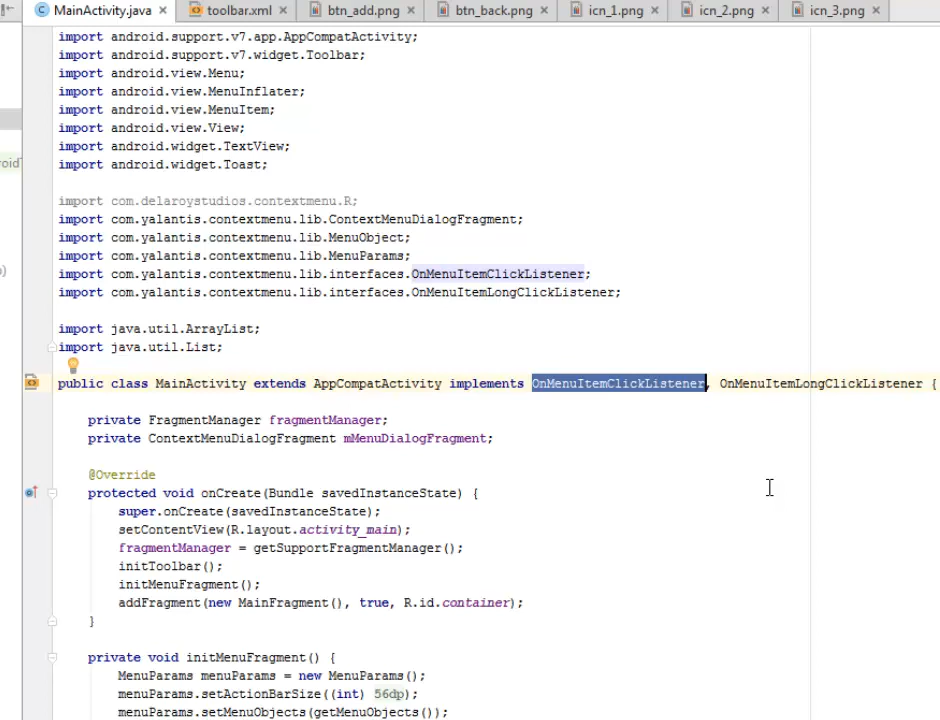 MainActivity.java toolbar.xml btn_add.png btn_back.png icn_1.png icn_2.png icn_3.png
import android.support.v7.app.AppCompatActivity;
import android.support.v7.widget.Toolbar;
import android.view.Menu;
import android.view.MenuInflater;
import android.view.MenuItem;
import android.view.View;
import android.widget.TextView;
import android.widget.Toast;
import com.delaroystudios.contextmenu.R;
import com.yalantis.contextmenu.lib.ContextMenuDialogFragment;
import com.yalantis.contextmenu.lib.MenuObject;
import com.yalantis.contextmenu.lib.MenuParams;
import com.yalantis.contextmenu.lib.interfaces.OnMenuItemClickListener;
import com.yalantis.contextmenu.lib.interfaces.OnMenuItemLongClickListener;
import java.util.ArrayList;
import java.util.List;
public class MainActivity extends AppCompatActivity implements OnMenuItemClickListener, OnMenuItemLongClickListener {
private FragmentManager fragmentManager;
private ContextMenuDialogFragment mMenuDialogFragment;
@Override
protected void onCreate(Bundle savedInstanceState) {
super.onCreate(savedInstanceState);
setContentView(R.layout.activity_main);
fragmentManager = getSupportFragmentManager();
initToolbar();
initMenuFragment();
addFragment(new MainFragment(), true, R.id.container);
}
private void initMenuFragment() {
MenuParams menuParams = new MenuParams();
menuParams.setActionBarSize((int) 56dp);
menuParams.setMenuObjects(getMenuObjects());